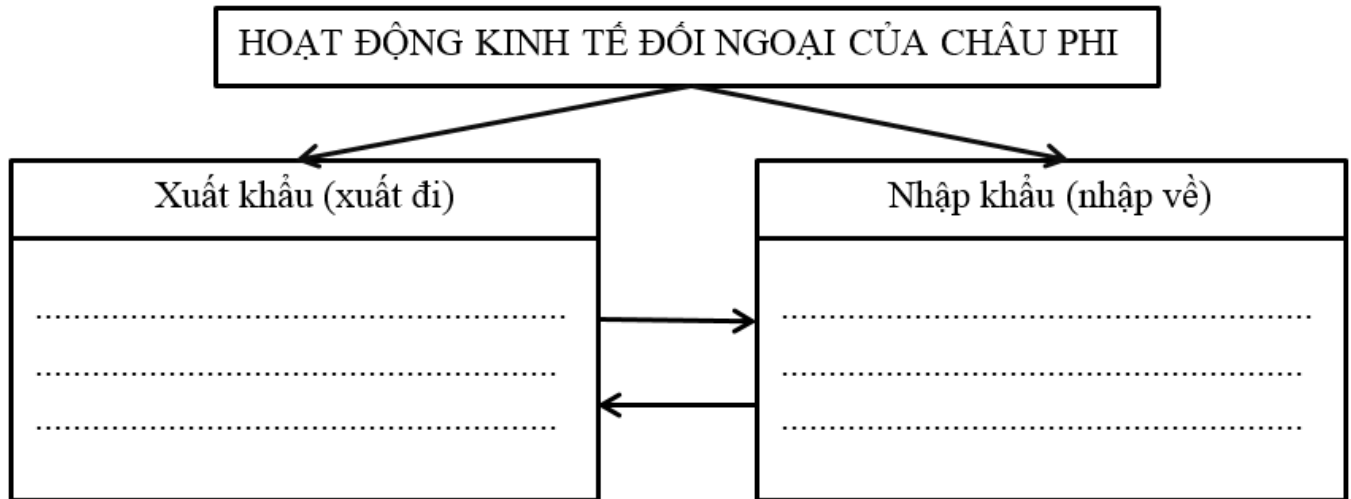 HOẠT ĐỘNG KINH TẾ ĐỐI NGOẠI CỦA CHÂU PHI
Xuất khẩu (xuất đi)
Nhập khẩu (nhập về)
......................................................
.....................................................
.....................................................
......................................................
.....................................................
.....................................................